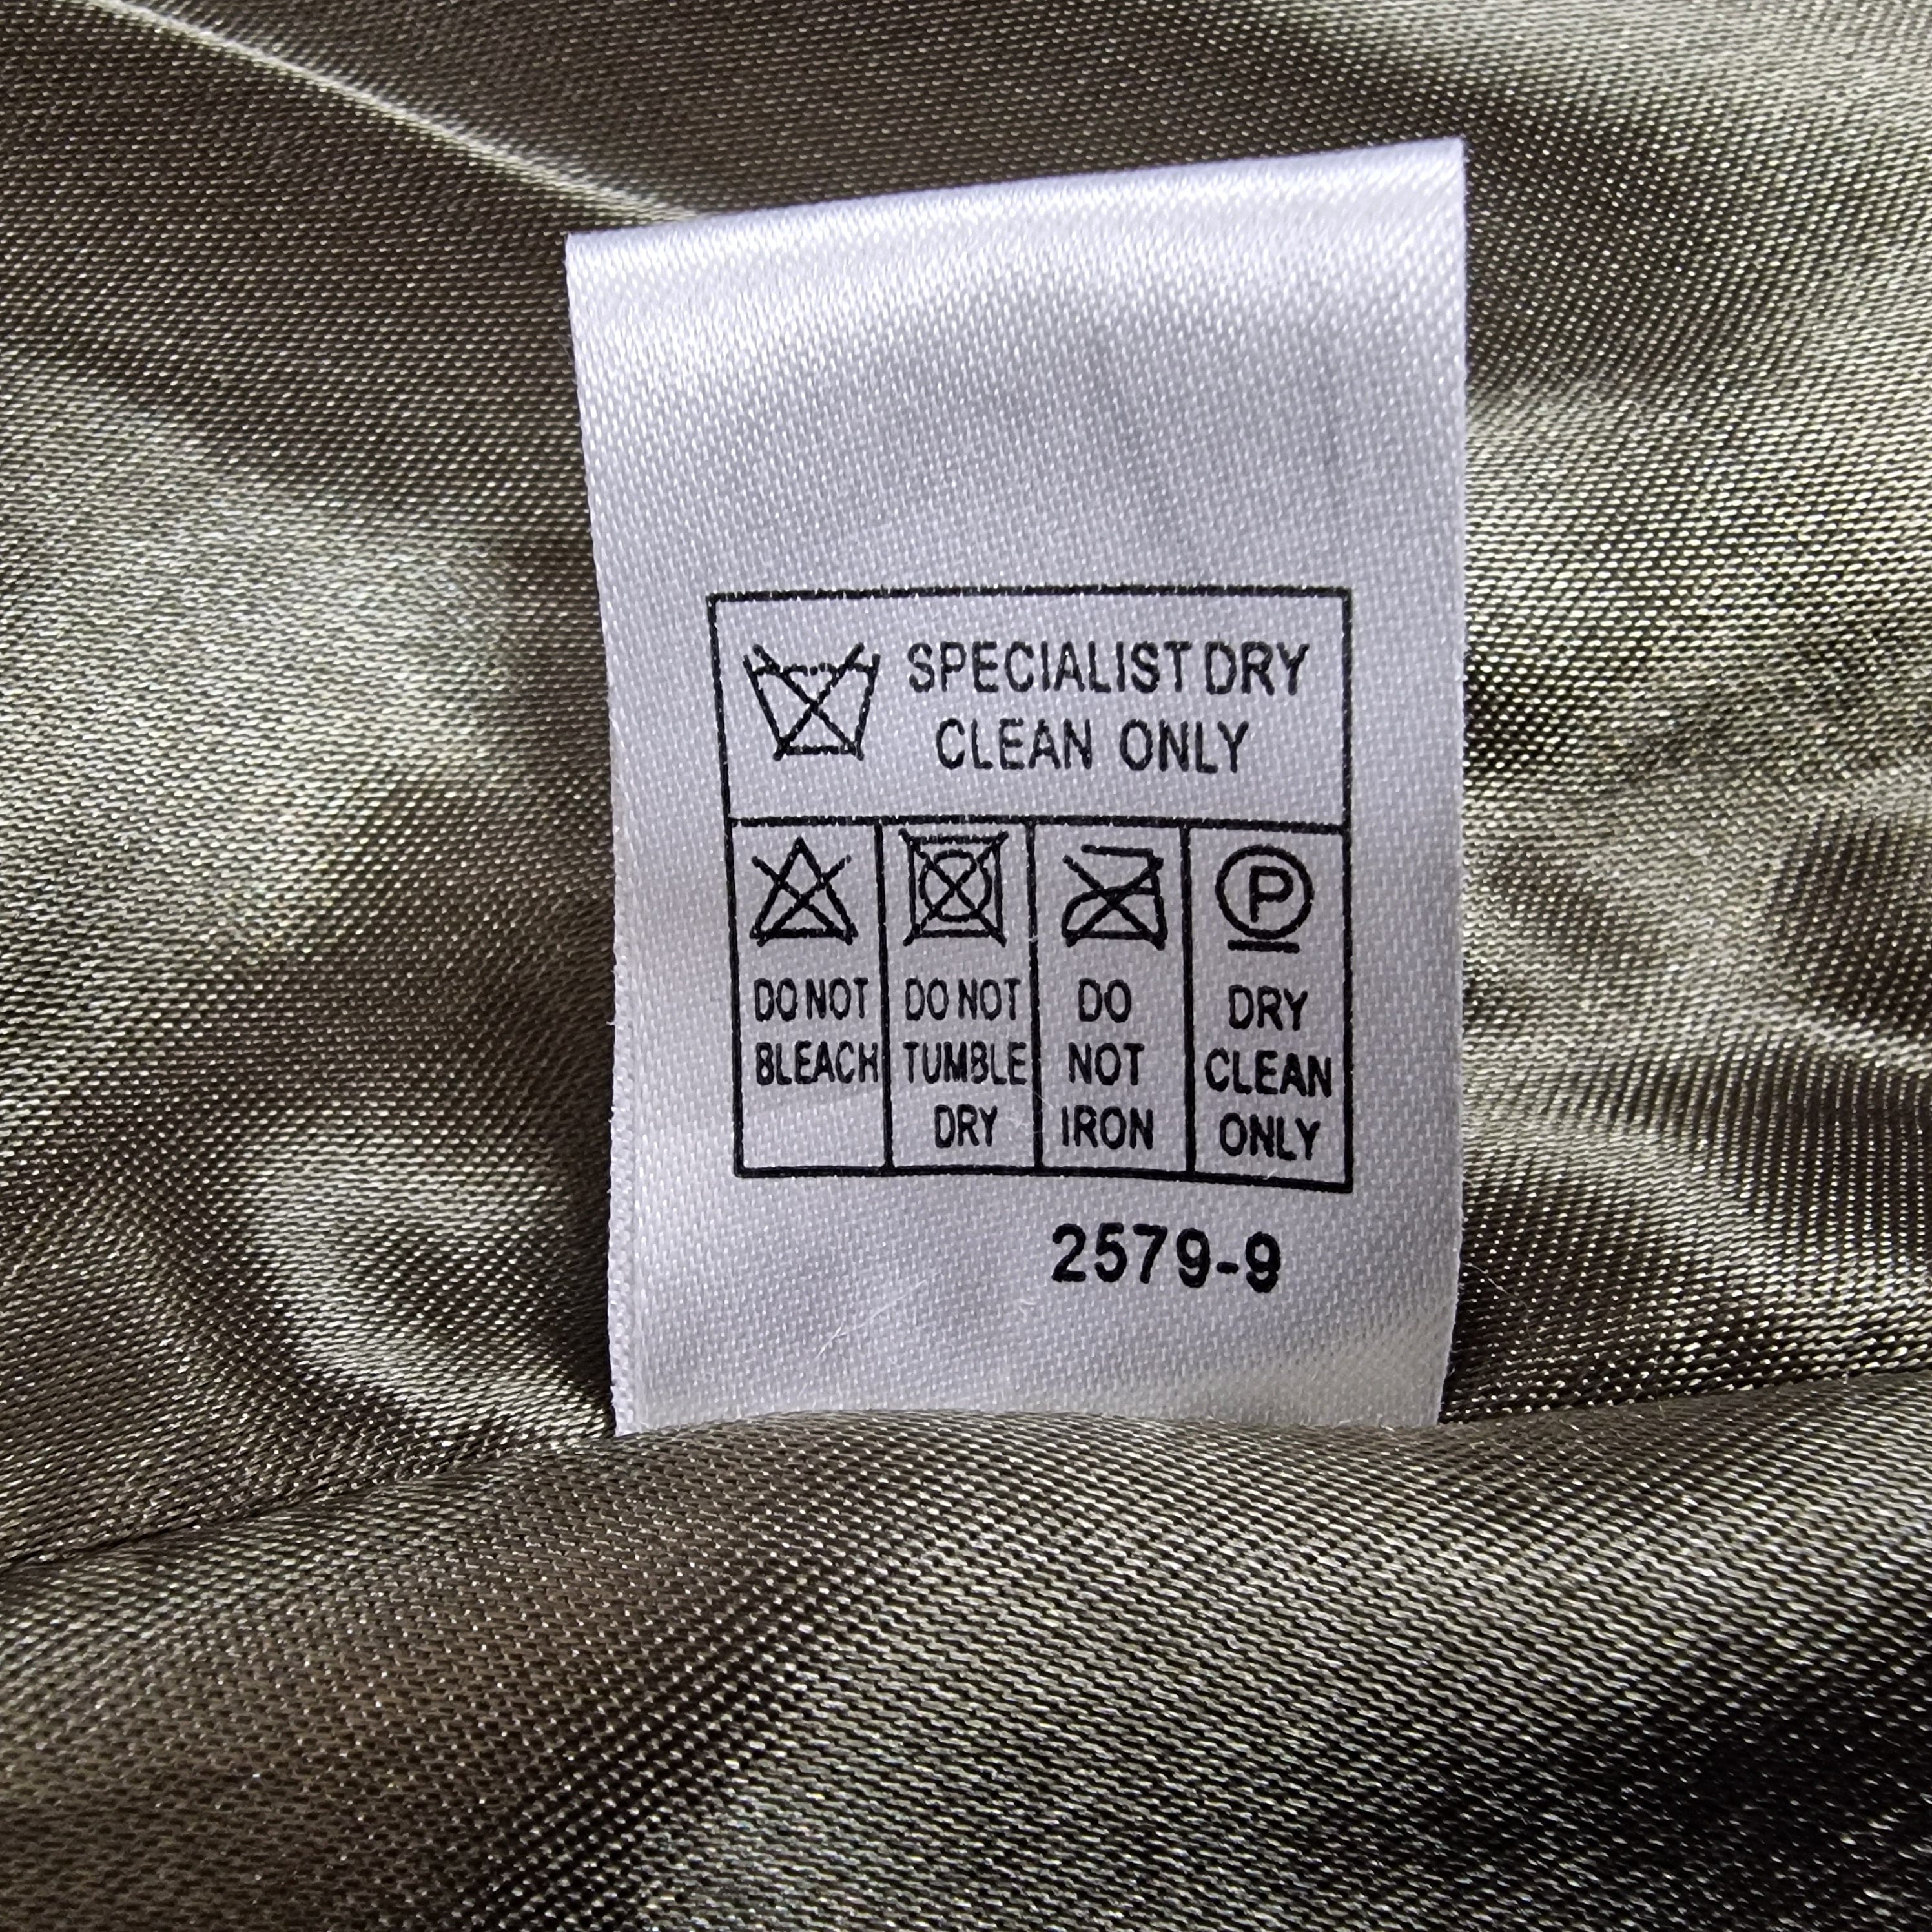 SPECIALIST DRY
CLEAN ONLY
P
DO NOT
BLEACH
DO NOT
TUMBLE
DRY
DO
NOT
IRON
DRY
CLEAN
ONLY
2579-9